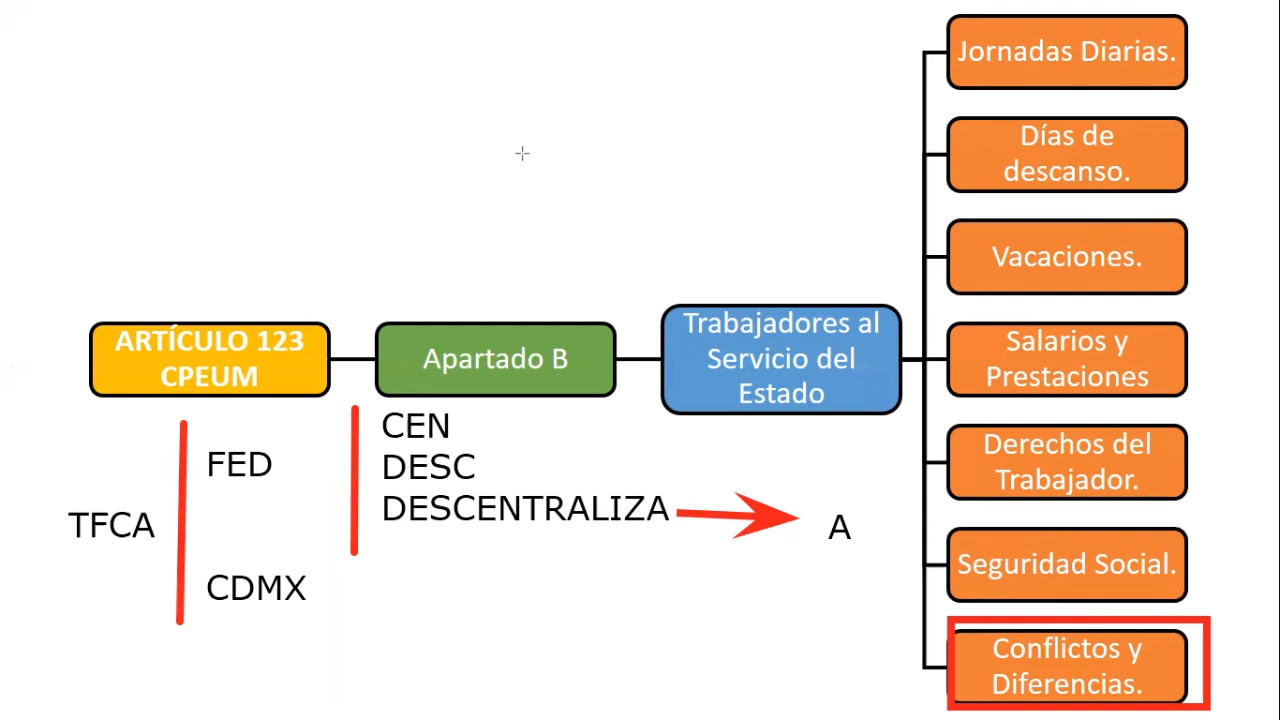 Jornadas Diarias.
Días de
descanso.
Vacaciones.
ARTÍCULO 123
CPEUM
Apartado B
Trabajadores al
Servicio del
Estado
Salarios y
Prestaciones
Derechos del
Trabajador.
Seguridad Social.
Conflictos y
Diferencias.
TFCA
FED
CDMX
CEN
DESC
DESCENTRALIZA
A